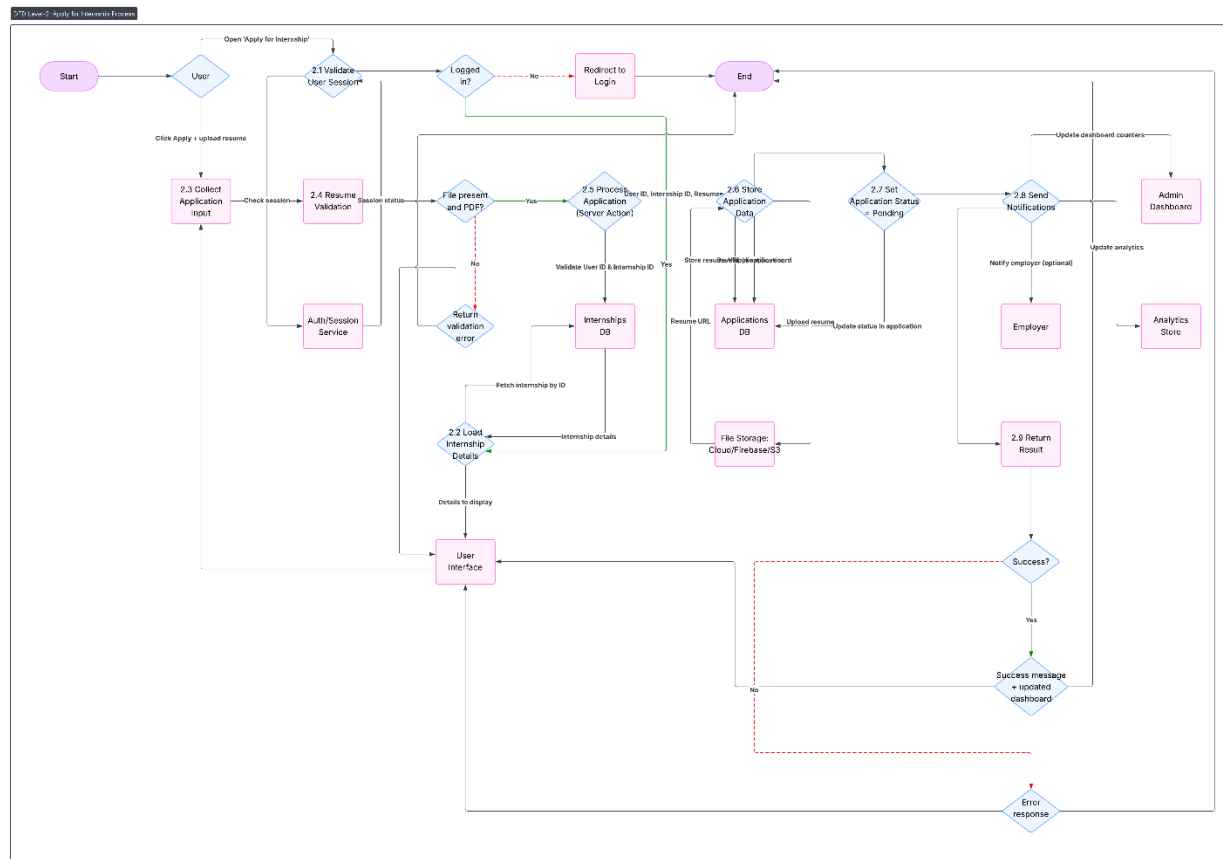 DFD Level-2: Apply for Internship Process
Open 'Apply for Internship'
Start
User
2.1 Validate
User Session
Logged
in?
No
Redirect to
Login
End
Click Apply + upload resume
Update dashboard counters
2.3 Collect
Application
Input
Check session
2.4 Resume
Validation
Session status
File present
and PDF?
Yes
2.5 Process
Application
(Server Action)
User ID, Internship ID, Resume
2.6 Store
Application
Data
2.7 Set
Application Status
= Pending
2.8 Send
Notifications
Admin
Dashboard
Update analytics
No
Validate User ID & Internship ID
Yes
Store resume
Notify employer (optional)
Auth/Session
Service
Return
validation
error
Internships
DB
Resume URL
Applications
DB
Upload resume
Update status in application
Employer
Analytics
Store
Fetch internship by ID
2.2 Load
Internship
Details
Internship details
File Storage:
Cloud/Firebase/S3
2.9 Return
Result
Details to display
User
Interface
Success?
Yes
No
Success message
+ updated
dashboard
Error
response